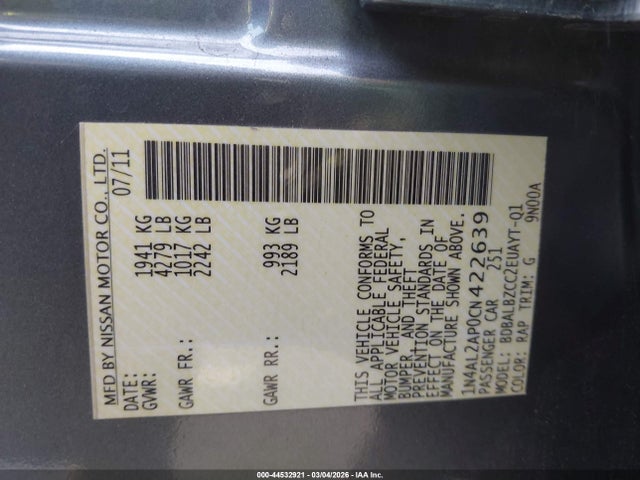 MFD BY NISSAN MOTOR CO., LTD.
DATE: 07/11
GVWR: 1941 KG
4279 LB
GAWR FR.: 1017 KG
2242 LB
GAWR RR.: 993 KG
2189 LB
THIS VEHICLE CONFORMS TO
ALL APPLICABLE FEDERAL
MOTOR VEHICLE SAFETY,
BUMPER, AND THEFT
PREVENTION STANDARDS IN
EFFECT ON THE DATE OF
MANUFACTURE SHOWN ABOVE.
1N4AL2AP0CN422639
PASSENGER CAR 251
MODEL: BDBALBZCC2EUAYT-Q1
COLOR: RAP TRIM: G 9N00A
000-44532921 - 03/04/2026 - IAA Inc.